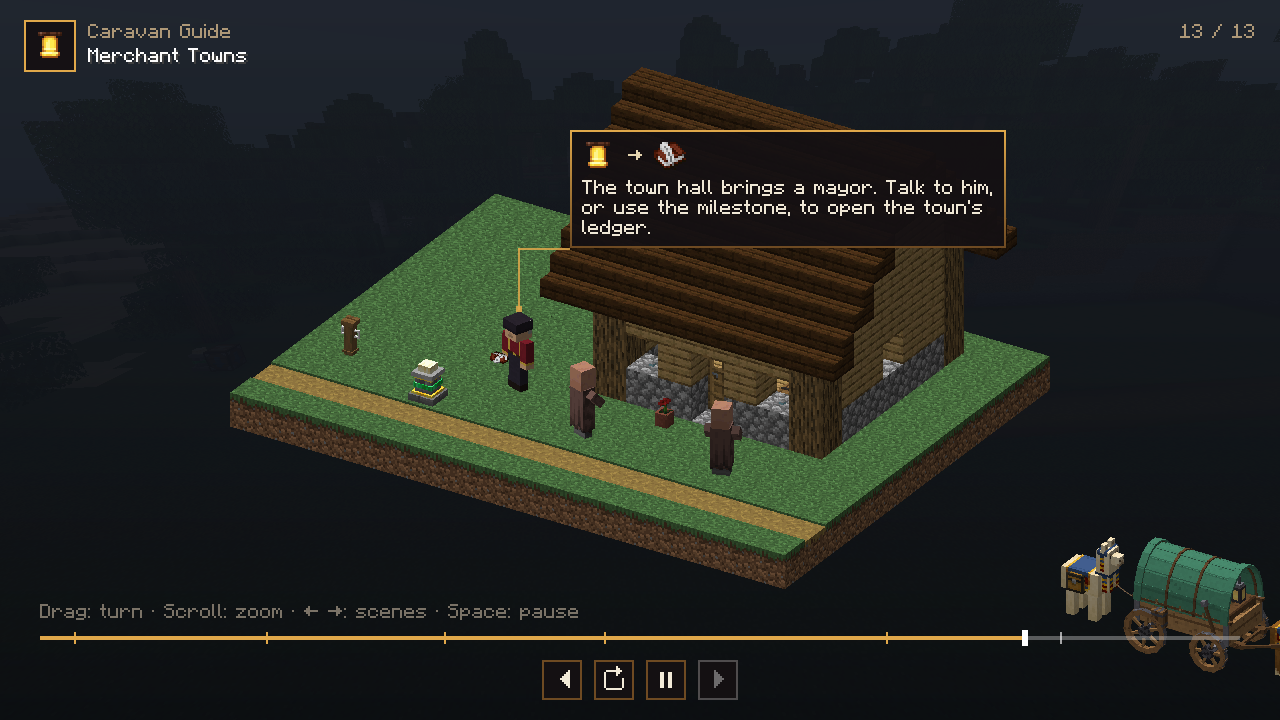 Caravan Guide
Merchant Towns
13 / 13
The town hall brings a mayor. Talk to him,
or use the milestone, to open the town's
ledger.
Drag: turn · Scroll: zoom · ← →: scenes · Space: pause